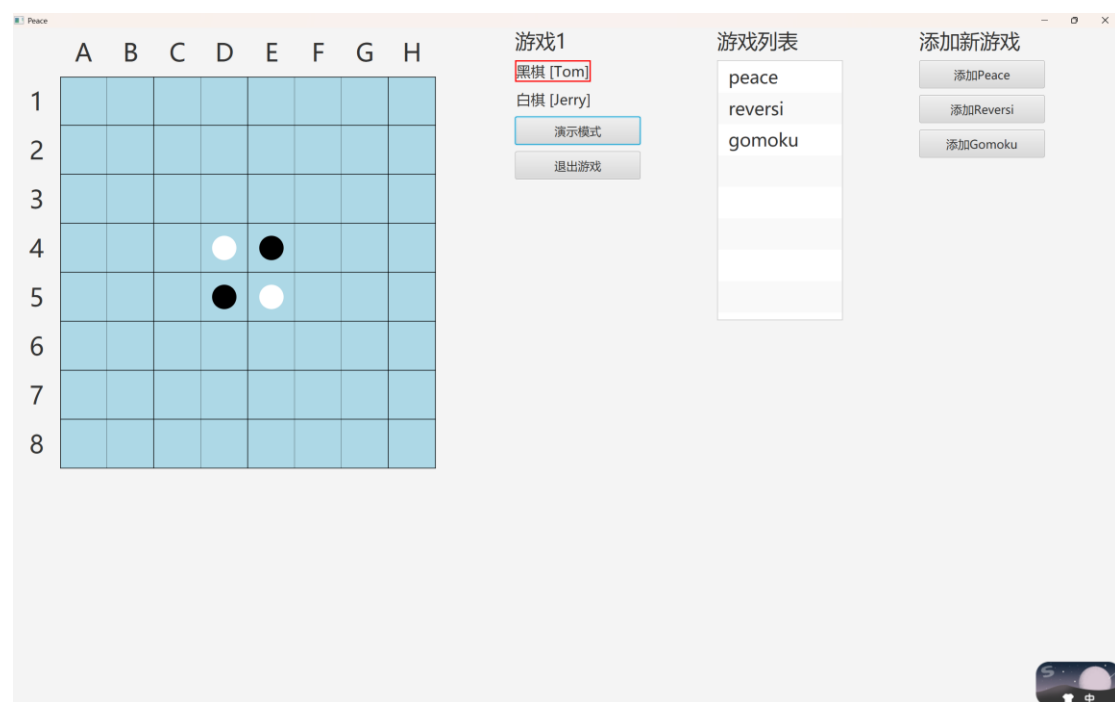 Peace
A B C D E F G H
1
2
3
4
5
6
7
8
游戏1
黑棋 [Tom]
白棋 [Jerry]
演示模式
退出游戏
游戏列表
peace
reversi
gomoku
添加新游戏
添加Peace
添加Reversi
添加Gomoku
S
中